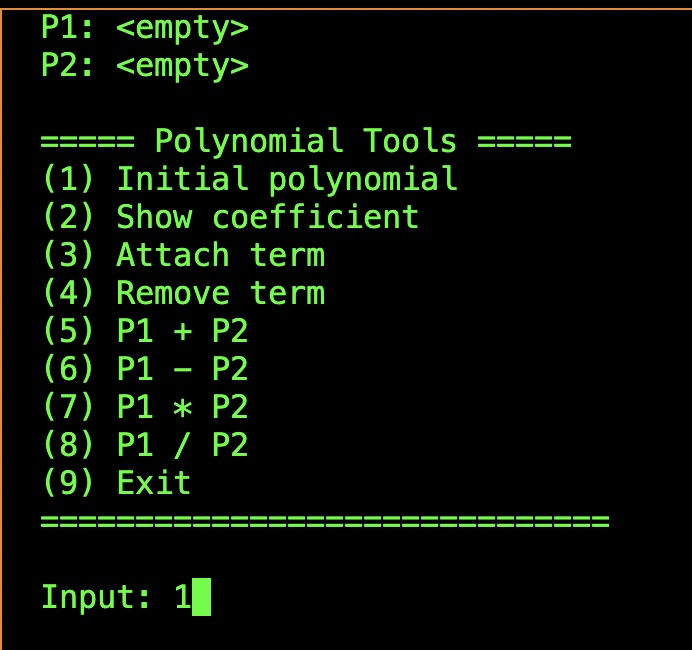 P1: <empty>
P2: <empty>
===== Polynomial Tools =====
(1) Initial polynomial
(2) Show coefficient
(3) Attach term
(4) Remove term
(5) P1 + P2
(6) P1 - P2
(7) P1 * P2
(8) P1 / P2
(9) Exit
==============================
Input: 1